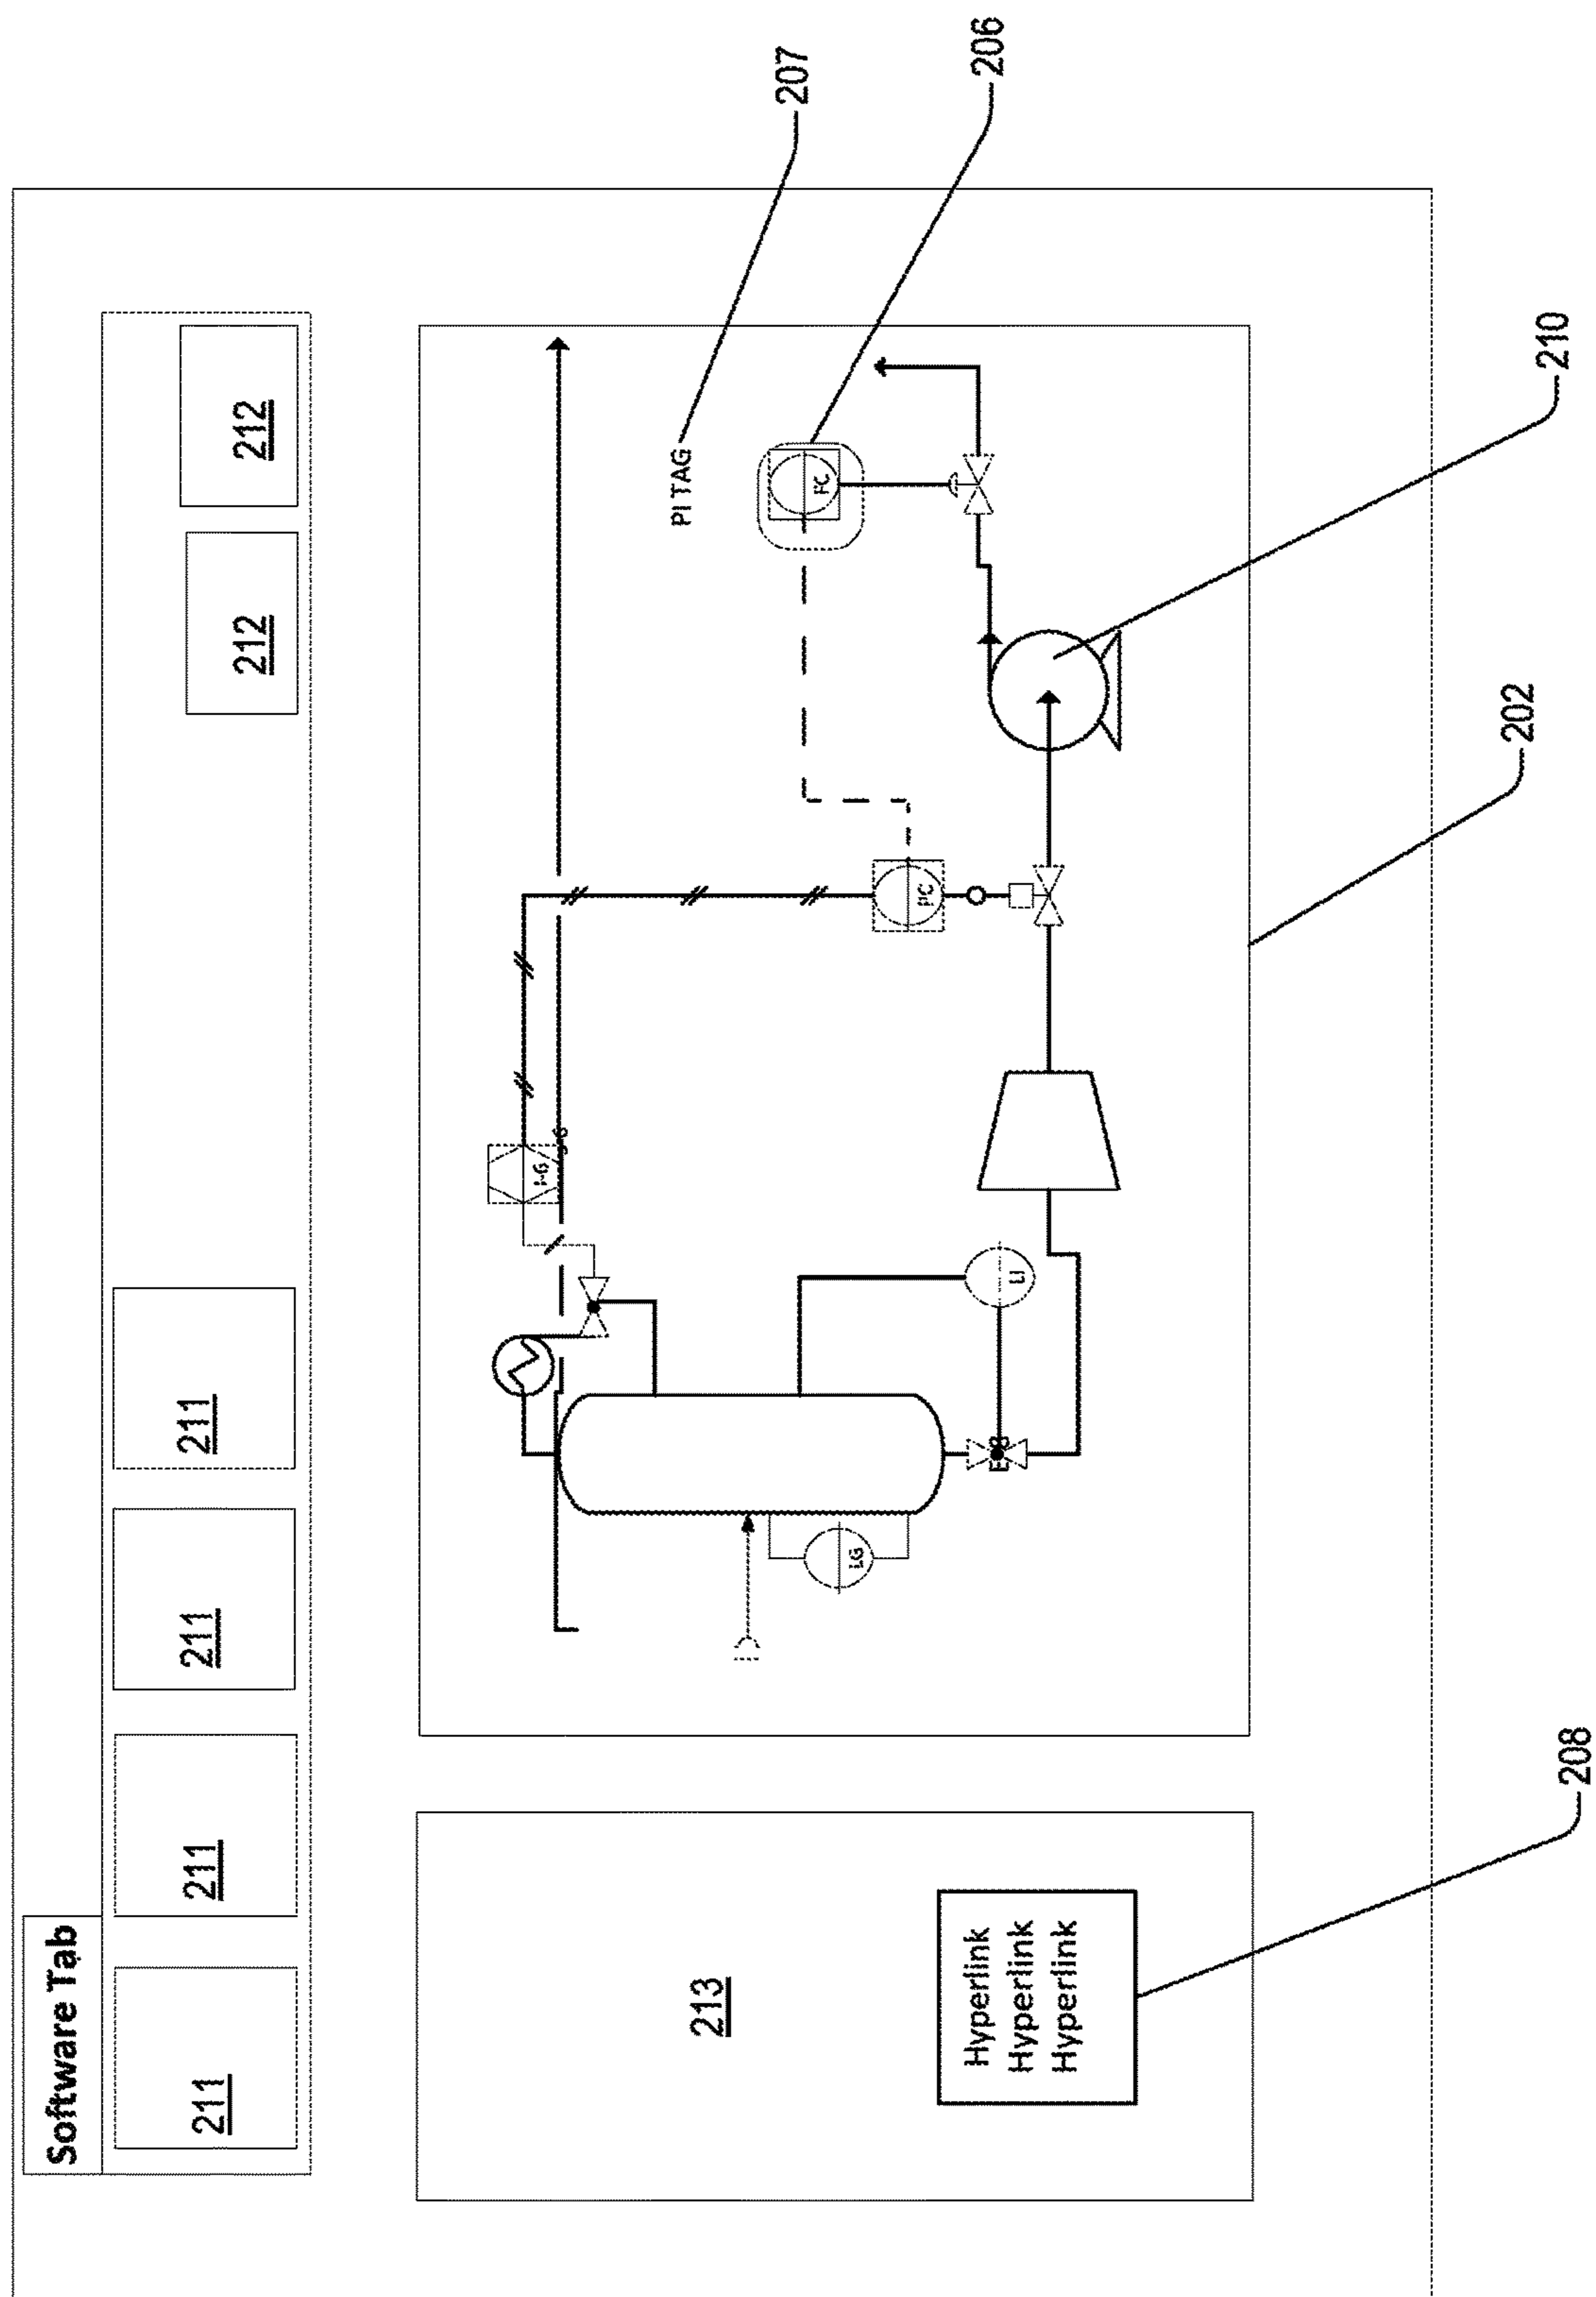 Software Tab
211
211
211
211
212
212
213
Hyperlink
Hyperlink
Hyperlink
208
PI TAG
207
206
FC
210
202
I-G
LI
LG